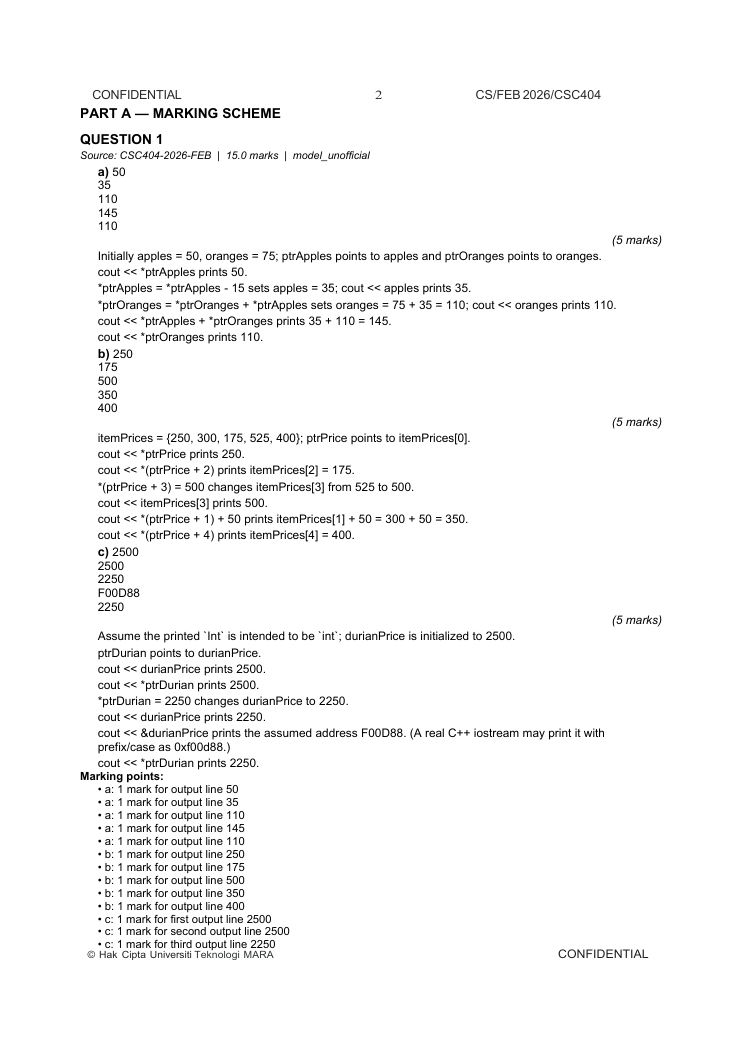 CONFIDENTIAL 2 CS/FEB 2026/CSC404
PART A — MARKING SCHEME
QUESTION 1
Source: CSC404-2026-FEB | 15.0 marks | model_unofficial
a) 50
35
110
145
110
(5 marks)
Initially apples = 50, oranges = 75; ptrApples points to apples and ptrOranges points to oranges.
cout << *ptrApples prints 50.
*ptrApples = *ptrApples - 15 sets apples = 35; cout << apples prints 35.
*ptrOranges = *ptrOranges + *ptrApples sets oranges = 75 + 35 = 110; cout << oranges prints 110.
cout << *ptrApples + *ptrOranges prints 35 + 110 = 145.
cout << *ptrOranges prints 110.
b) 250
175
500
350
400
(5 marks)
itemPrices = {250, 300, 175, 525, 400}; ptrPrice points to itemPrices[0].
cout << *ptrPrice prints 250.
cout << *(ptrPrice + 2) prints itemPrices[2] = 175.
*(ptrPrice + 3) = 500 changes itemPrices[3] from 525 to 500.
cout << itemPrices[3] prints 500.
cout << *(ptrPrice + 1) + 50 prints itemPrices[1] + 50 = 300 + 50 = 350.
cout << *(ptrPrice + 4) prints itemPrices[4] = 400.
c) 2500
2500
2250
F00D88
2250
(5 marks)
Assume the printed `Int` is intended to be `int`; durianPrice is initialized to 2500.
ptrDurian points to durianPrice.
cout << durianPrice prints 2500.
cout << *ptrDurian prints 2500.
*ptrDurian = 2250 changes durianPrice to 2250.
cout << durianPrice prints 2250.
cout << &durianPrice prints the assumed address F00D88. (A real C++ iostream may print it with
prefix/case as 0xf00d88.)
cout << *ptrDurian prints 2250.
Marking points:
• a: 1 mark for output line 50
• a: 1 mark for output line 35
• a: 1 mark for output line 110
• a: 1 mark for output line 145
• a: 1 mark for output line 110
• b: 1 mark for output line 250
• b: 1 mark for output line 175
• b: 1 mark for output line 500
• b: 1 mark for output line 350
• b: 1 mark for output line 400
• c: 1 mark for first output line 2500
• c: 1 mark for second output line 2500
• c: 1 mark for third output line 2250
© Hak Cipta Universiti Teknologi MARA CONFIDENTIAL